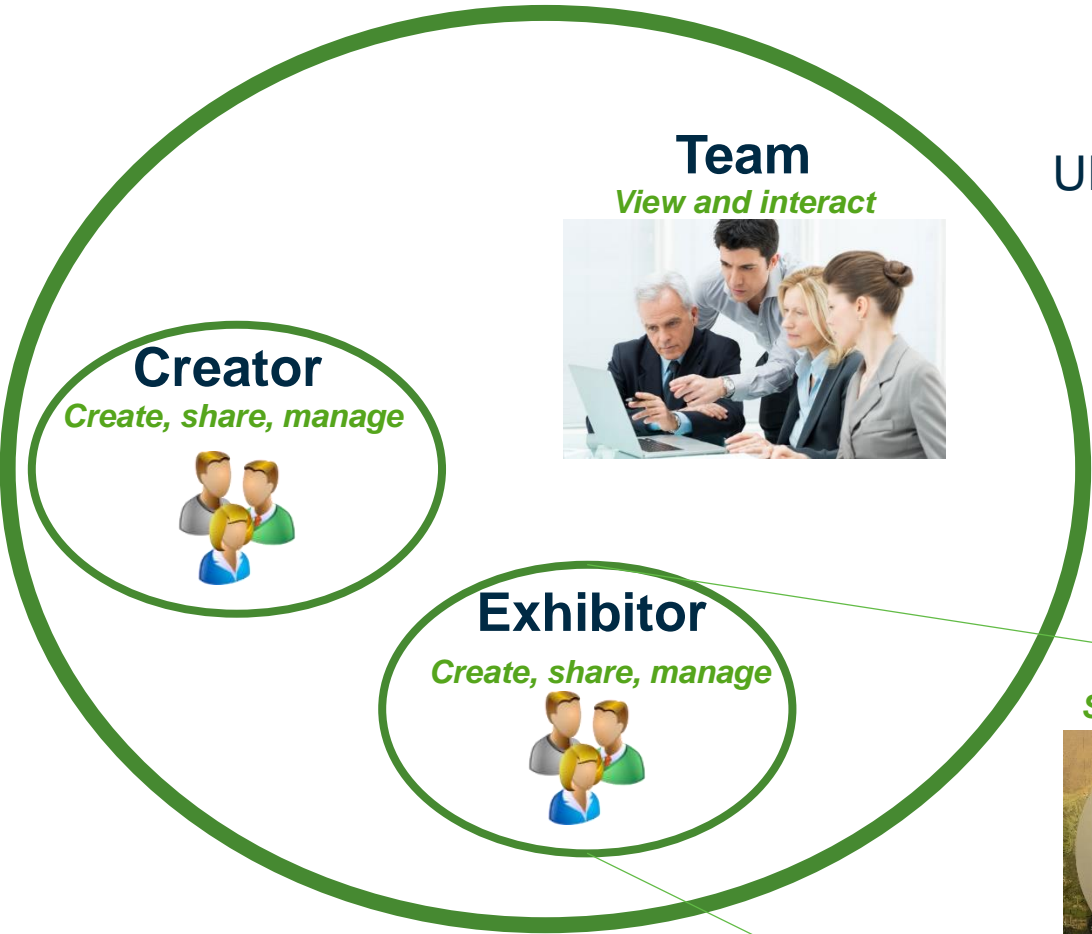 Team
View and interact
Creator
Create, share, manage
Exhibitor
Create, share, manage